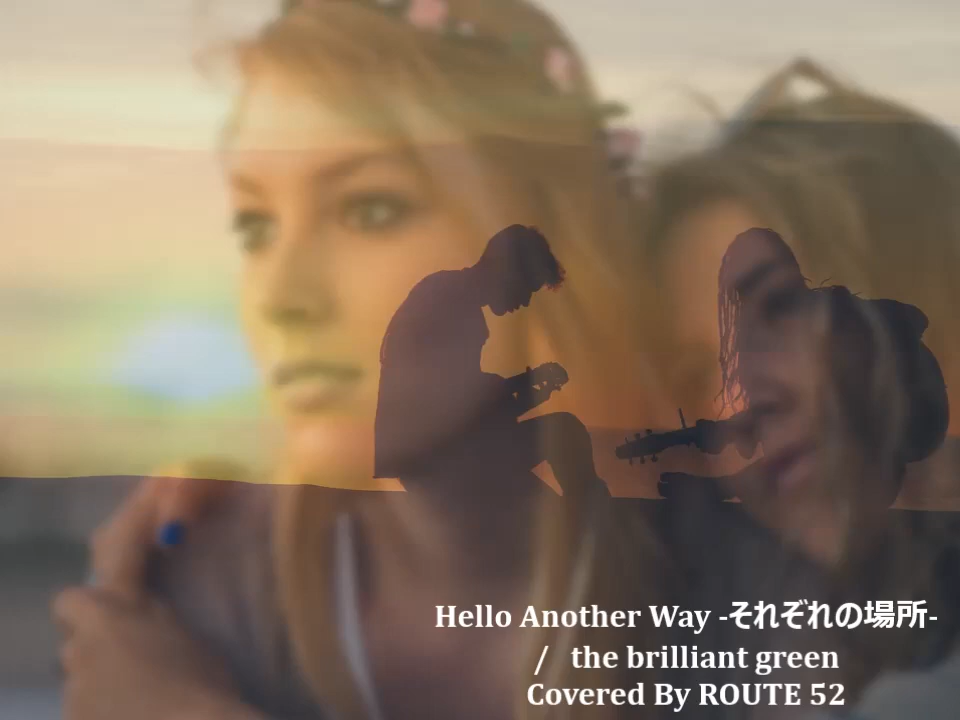 Hello Another Way -それぞれの場所-
/ the brilliant green
Covered By ROUTE 52